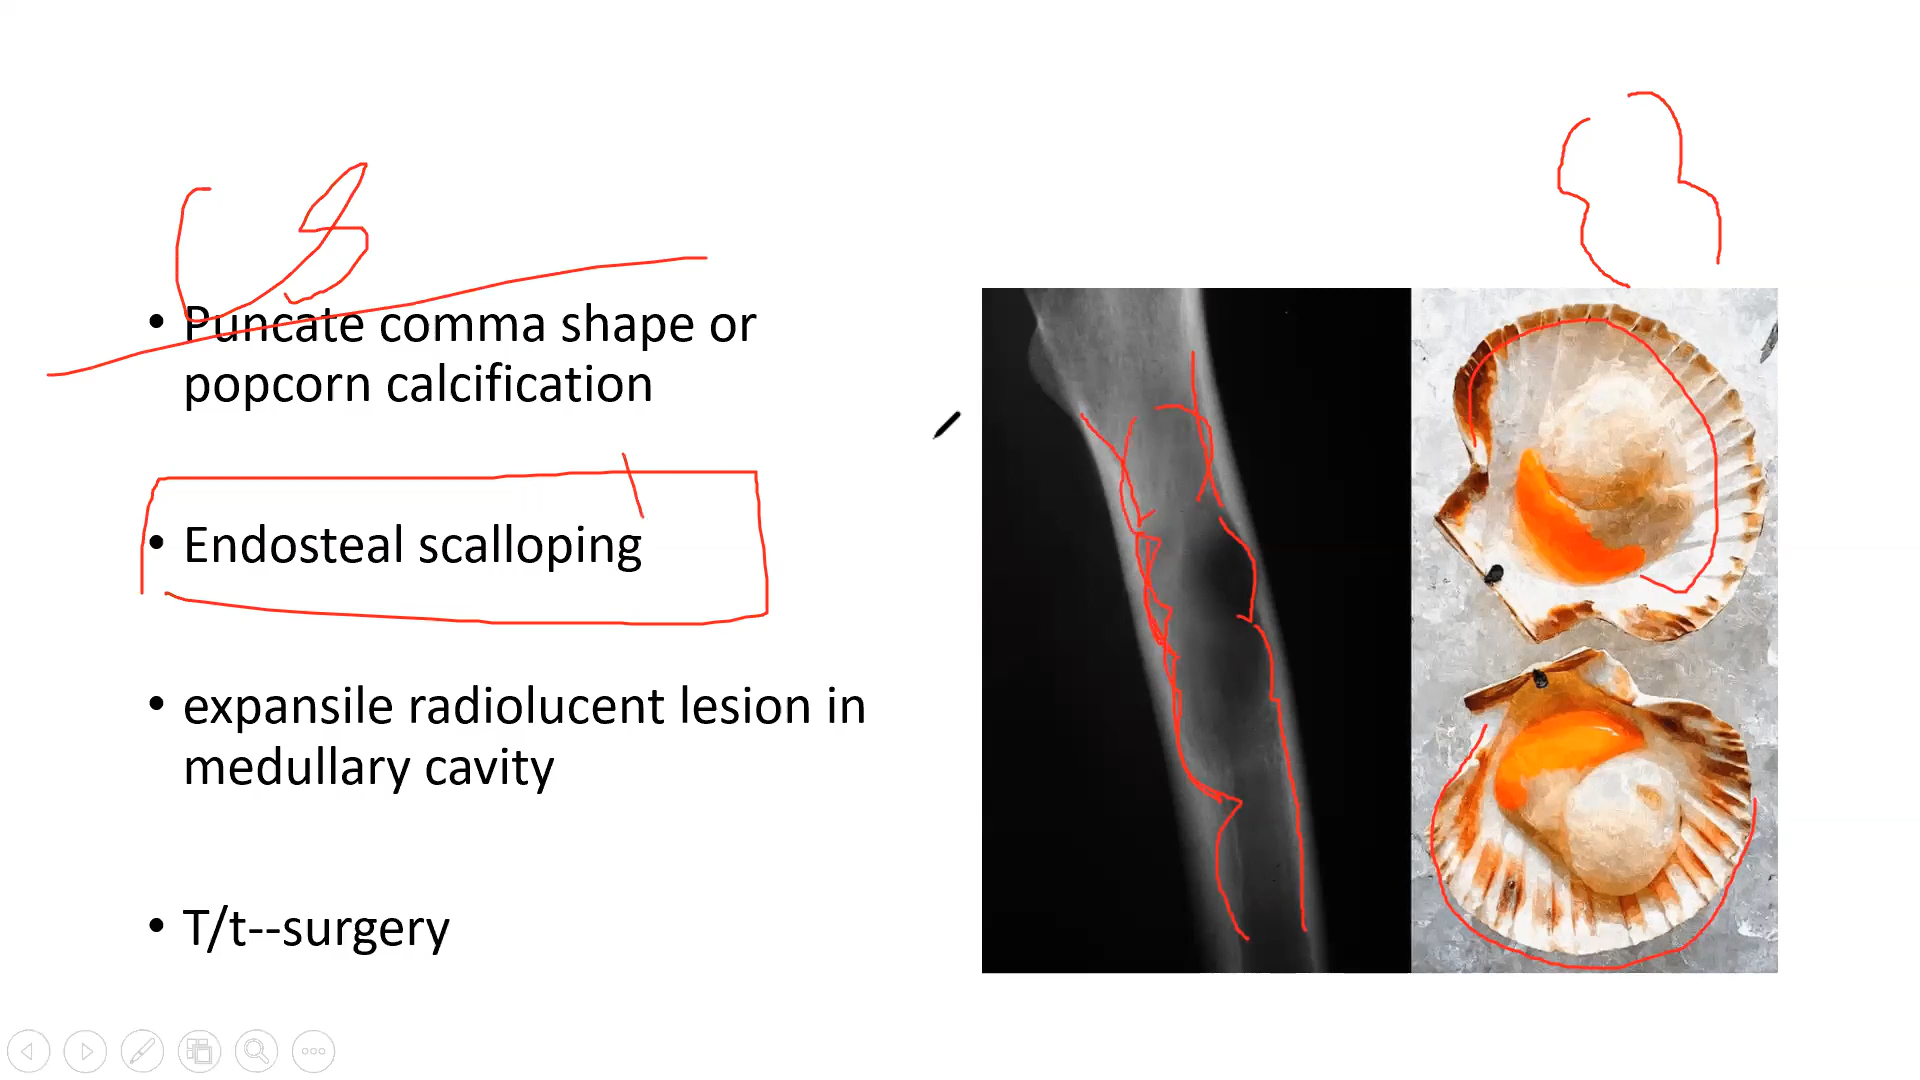 • Puncate comma shape or
popcorn calcification
• Endosteal scalloping
• expansile radiolucent lesion in
medullary cavity
• T/t--surgery